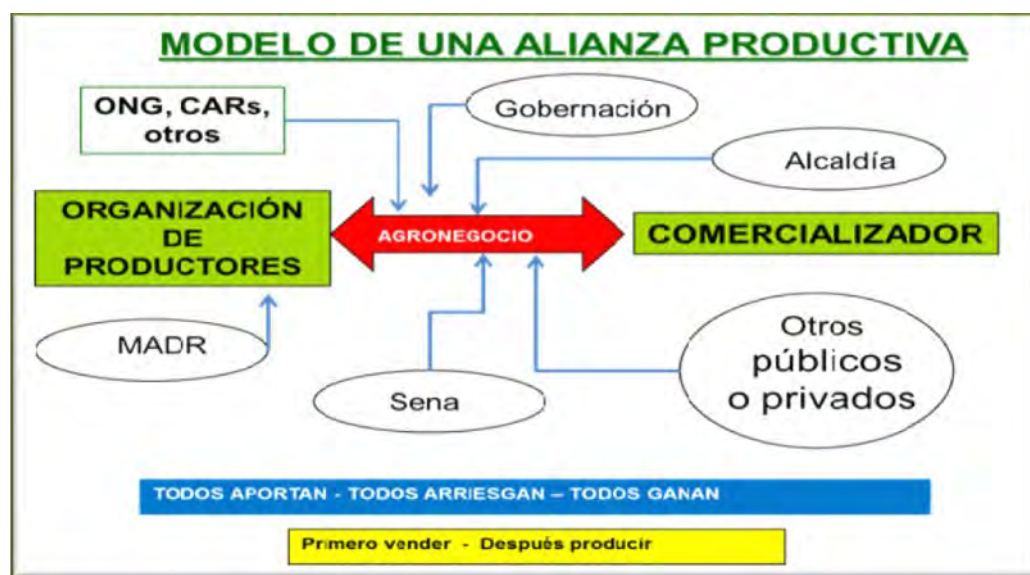 MODELO DE UNA ALIANZA PRODUCTIVA
ONG, CARs,
otros
Gobernación
Alcaldía
ORGANIZACIÓN
DE
PRODUCTORES
AGRONEGOCIO
COMERCIALIZADOR
MADR
Sena
Otros
públicos
o privados
TODOS APORTAN - TODOS ARRIESGAN – TODOS GANAN
Primero vender - Después producir